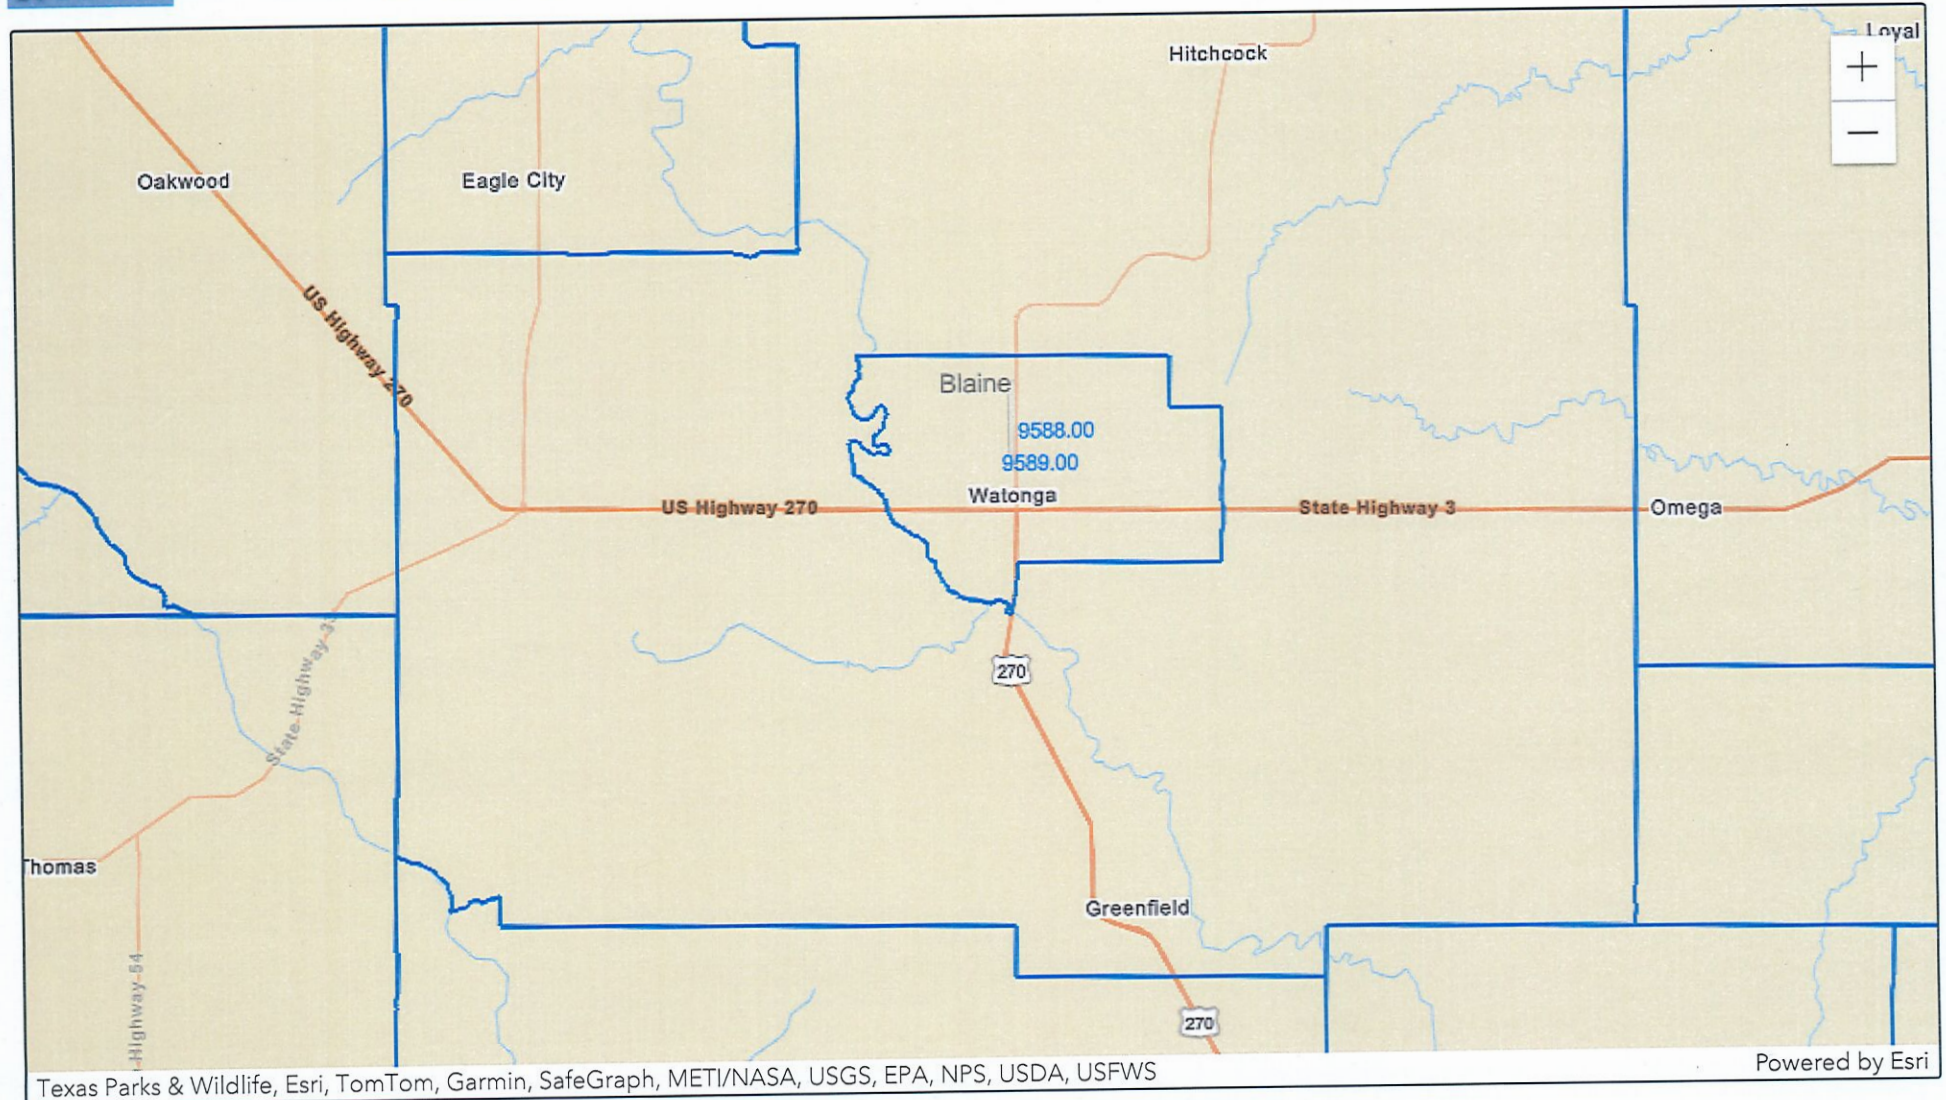 Loyal
Hitchcock
+
−
Oakwood
Eagle City
US Highway 270
Blaine
9588.00
9589.00
Watonga
US Highway 270
State Highway 3
Omega
State Highway 33
270
Thomas
Greenfield
Highway 54
270
Powered by Esri
Texas Parks & Wildlife, Esri, TomTom, Garmin, SafeGraph, METI/NASA, USGS, EPA, NPS, USDA, USFWS